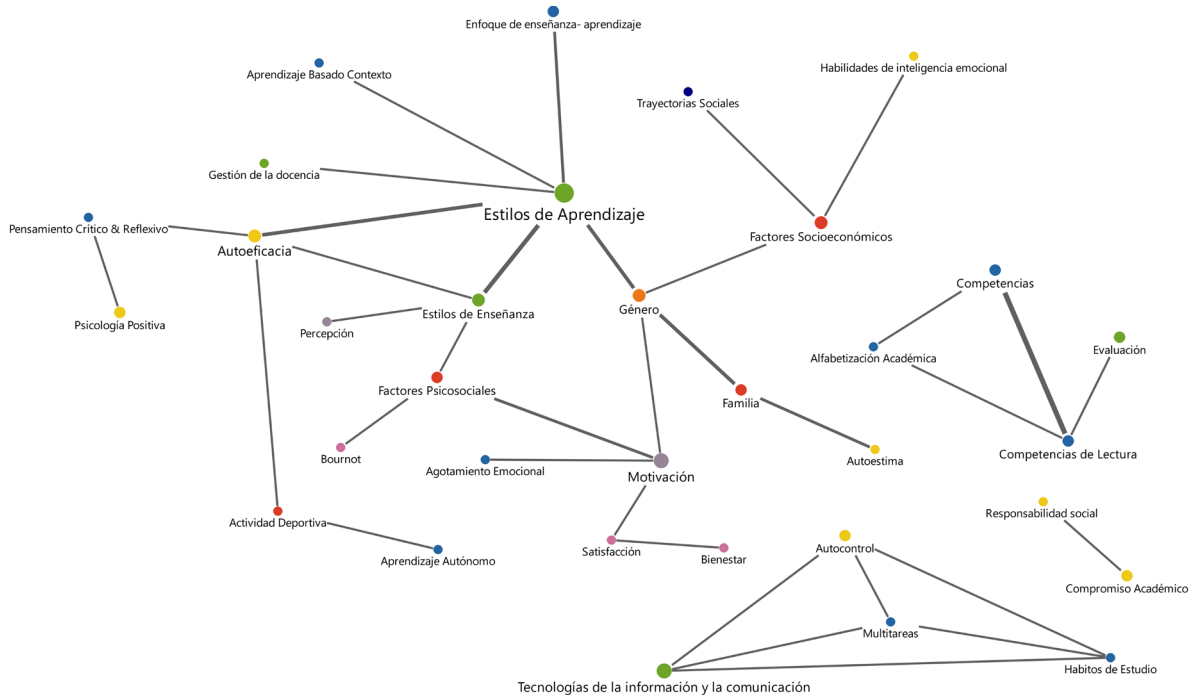 Enfoque de enseñanza- aprizaje
Aprendizaje Basado Contexto
Habilidades de inteligencia emocional
Trayectorias Sociales
Gestión de la docencia
Estilos de Aprendizaje
Pensamiento Crítico & Reflexivo
Autoeficacia
Factores Socioeconómicos
Competencias
Estilos de Enseñanza
Género
Psicología Positiva
Percepción
Evaluación
Alfabetización Académica
Factores Psicosociales
Familia
Bournot
Agotamiento Emocional
Motivación
Autoestima
Competencias de Lectura
Responsabilidad social
Actividad Deportiva
Satisfacción
Bienestar
Autocontrol
Aprendizaje Autónomo
Compromiso Académico
Multitareas
Habitos de Estudio
Tecnologías de la información y la comunicación